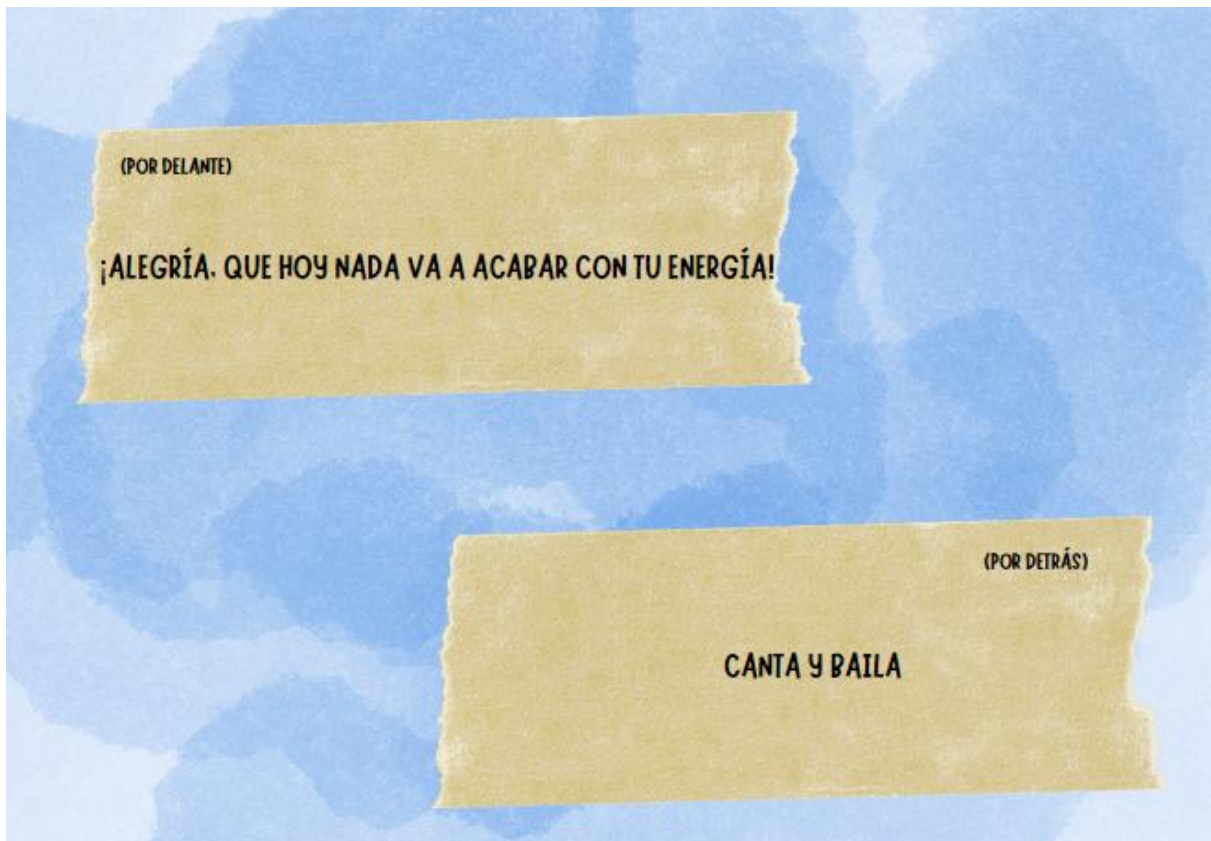 (POR DELANTE)
¡ALEGRÍA, QUE HOY NADA VA A ACABAR CON TU ENERGÍA!
(POR DETRÁS)
CANTA Y BAILA